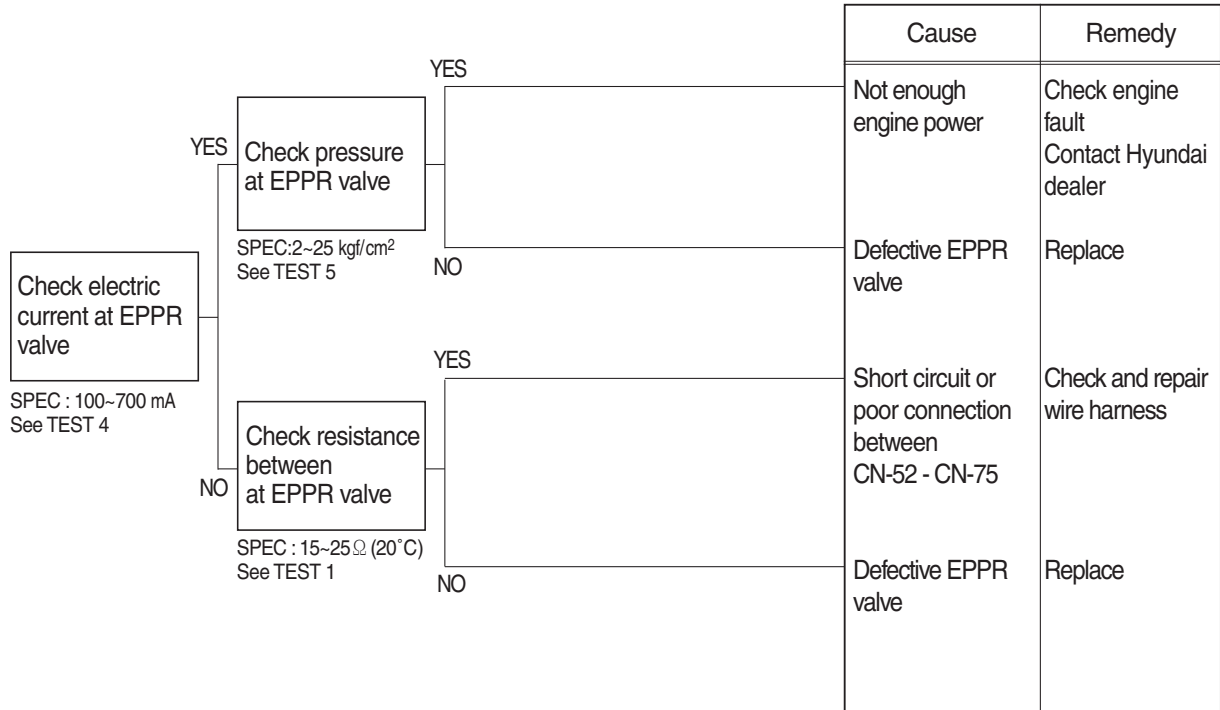 Cause
Remedy
YES
Not enough
engine power
Check engine
fault
Contact Hyundai
dealer
YES
Check pressure
at EPPR valve
SPEC:2~25 kgf/cm²
See TEST 5
NO
Defective EPPR
valve
Replace
Check electric
current at EPPR
valve
SPEC : 100~700 mA
See TEST 4
YES
Short circuit or
poor connection
between
CN-52 - CN-75
Check and repair
wire harness
NO
Check resistance
between
at EPPR valve
SPEC : 15~25Ω (20˚C)
See TEST 1
NO
Defective EPPR
valve
Replace